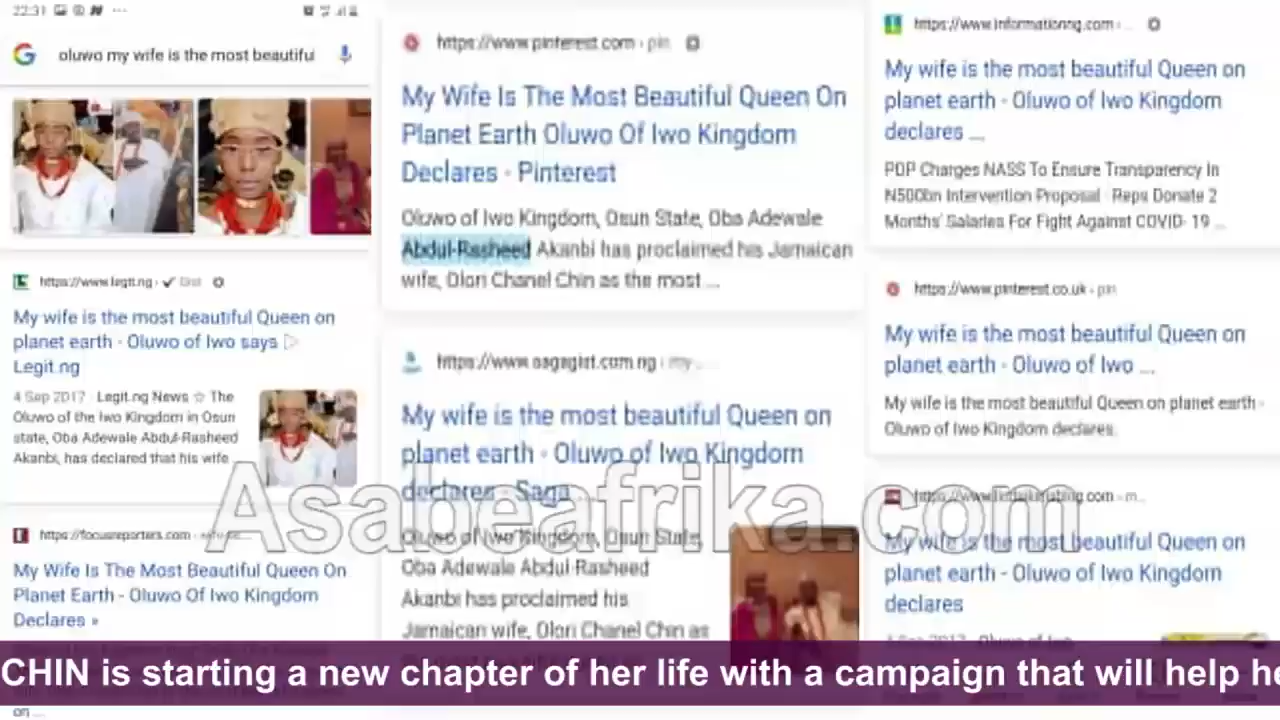 22:31
oluwo my wife is the most beautiful
https://www.legit.ng
My wife is the most beautiful Queen on
planet earth - Oluwo of Iwo says ▷
Legit.ng
4 Sep 2017 · Legit.ng News ☆ The
Oluwo of the Iwo Kingdom in Osun
state, Oba Adewale Abdul-Rasheed
Akanbi, has declared that his wife
https://focusreporters.com
My Wife Is The Most Beautiful Queen On
Planet Earth - Oluwo Of Iwo Kingdom
Declares »
on ...
https://www.pinterest.com › pin
My Wife Is The Most Beautiful Queen On
Planet Earth Oluwo Of Iwo Kingdom
Declares - Pinterest
Oluwo of Iwo Kingdom, Osun State, Oba Adewale
Abdul-Rasheed Akanbi has proclaimed his Jamaican
wife, Olori Chanel Chin as the most ...
https://www.sagagist.com.ng › my ...
My wife is the most beautiful Queen on
planet earth - Oluwo of Iwo Kingdom
declares - Saga ...
Oluwo of Iwo Kingdom, Osun State,
Oba Adewale Abdul-Rasheed
Akanbi has proclaimed his
Jamaican wife, Olori Chanel Chin as
https://www.informationng.com › ...
My wife is the most beautiful Queen on
planet earth - Oluwo of Iwo Kingdom
declares ...
PDP Charges NASS To Ensure Transparency In
N500bn Intervention Proposal · Reps Donate 2
Months' Salaries For Fight Against COVID-19 ...
https://www.pinterest.co.uk › pin
My wife is the most beautiful Queen on
planet earth - Oluwo of Iwo ...
My wife is the most beautiful Queen on planet earth -
Oluwo of Iwo Kingdom declares.
My wife is the most beautiful Queen on
planet earth - Oluwo of Iwo Kingdom
declares
4 Sep 2017 · Oluwo of Iwo
Asabeafrika.com
CHIN is starting a new chapter of her life with a campaign that will help he